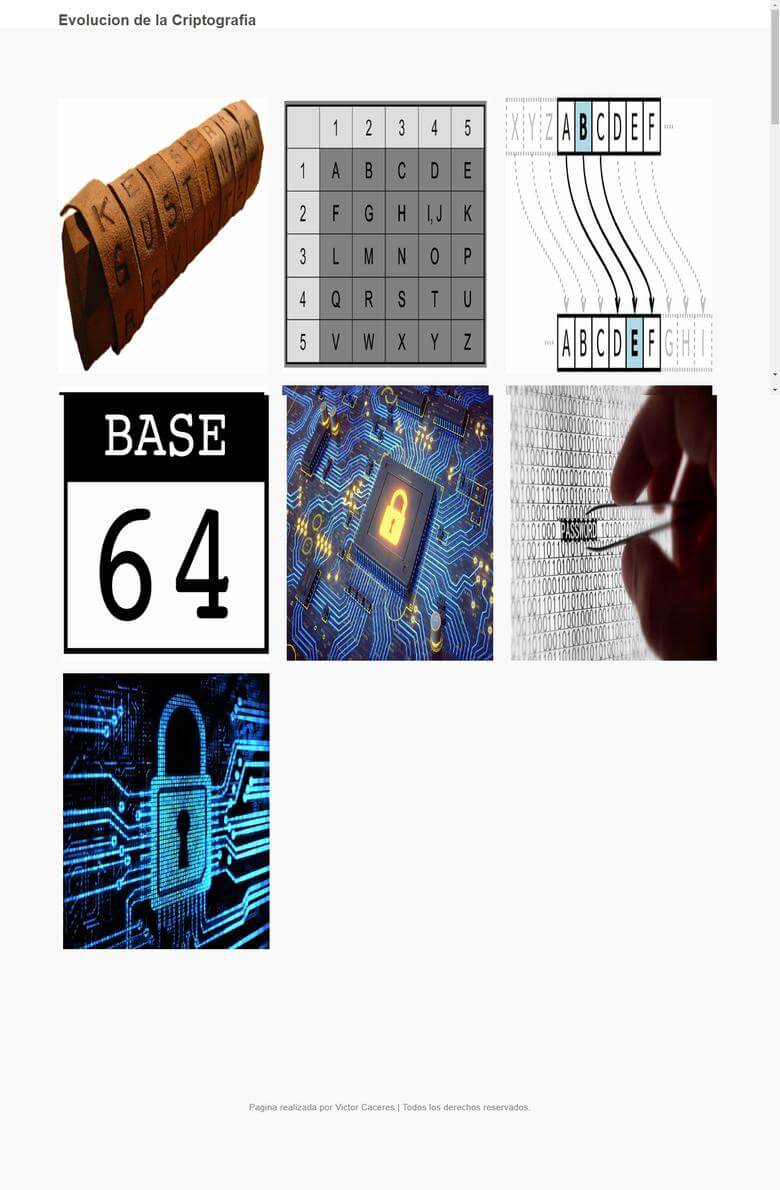 Evolucion de la Criptografia
1 2 3 4 5
1 A B C D E
2 F G H I,J K
3 L M N O P
4 Q R S T U
5 V W X Y Z
X Y Z A B C D E F
A B C D E F G H I
BASE
64
PASSWORD
Pagina realizada por Victor Caceres | Todos los derechos reservados.